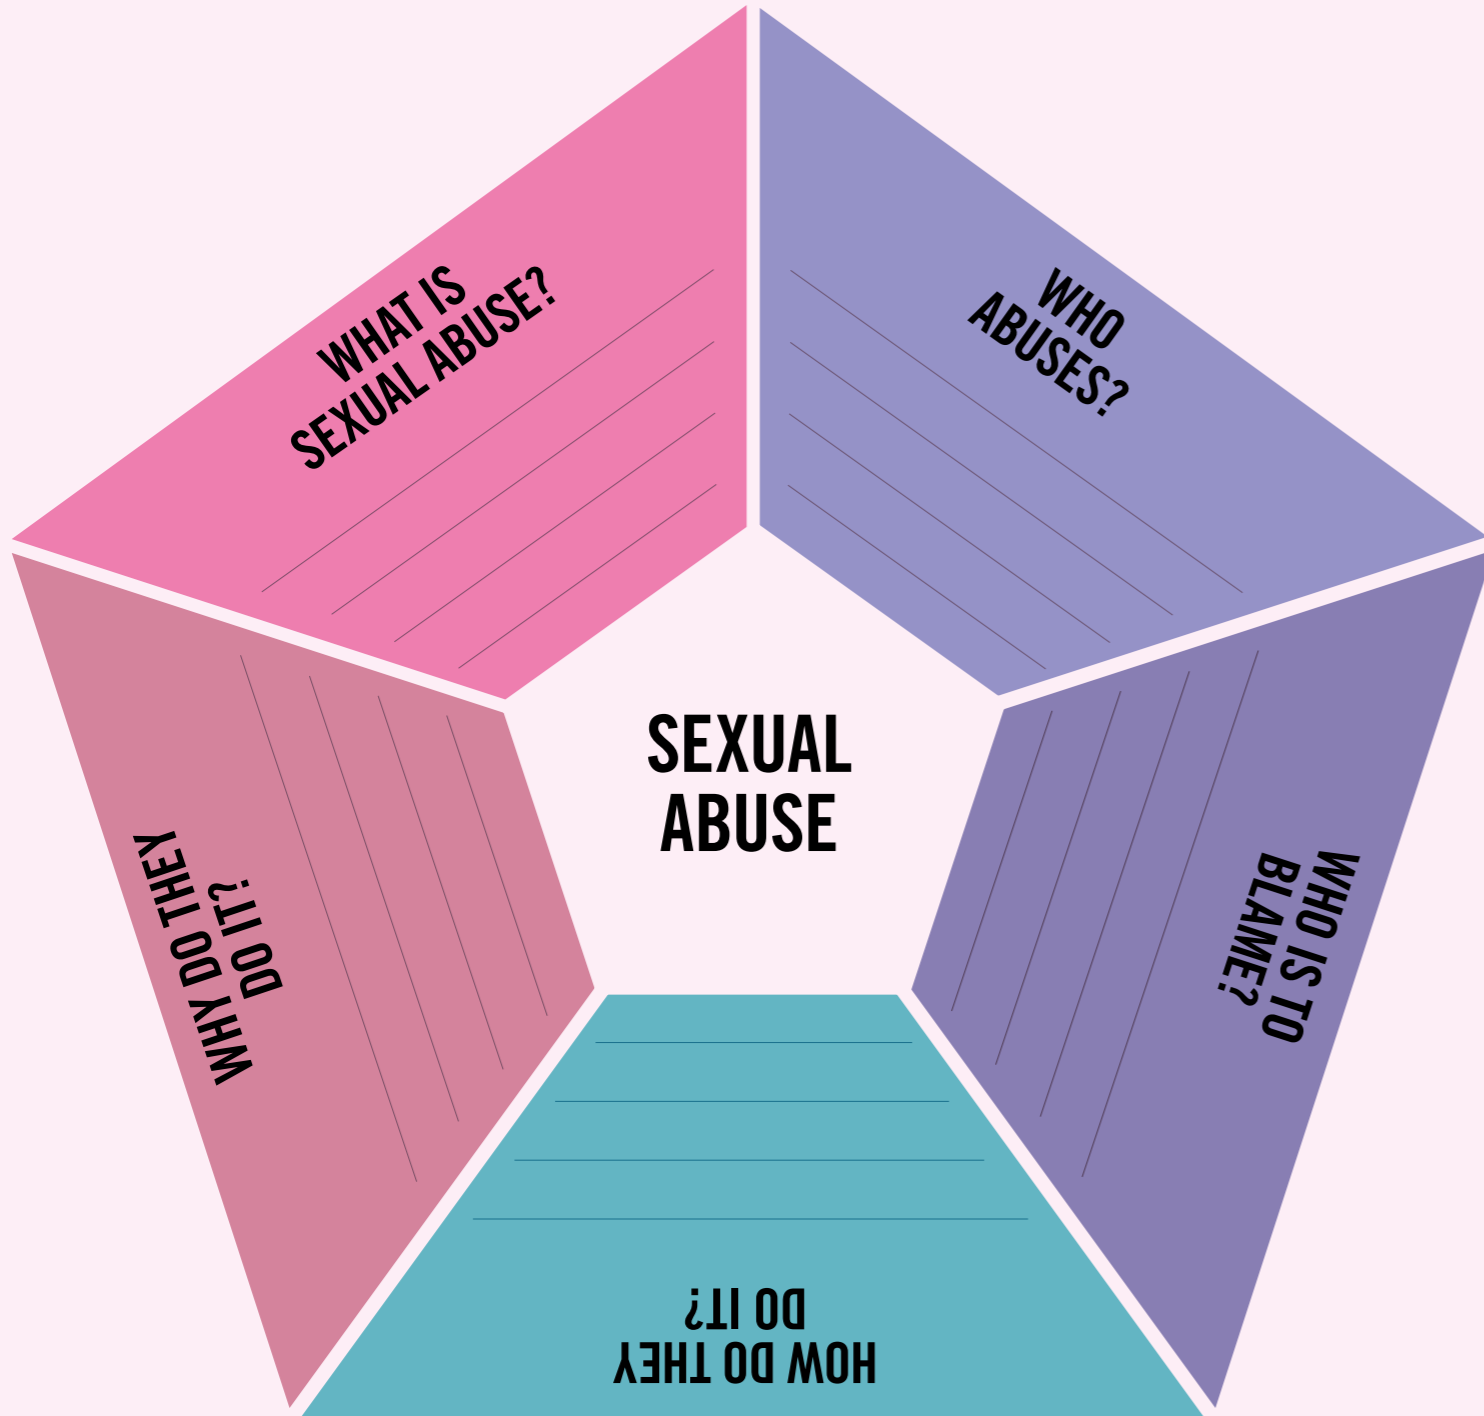 WHAT IS
SEXUAL ABUSE?
WHO
ABUSES?
SEXUAL
ABUSE
WHY DO THEY
DO IT?
WHO IS TO
BLAME?
HOW DO THEY
DO IT?